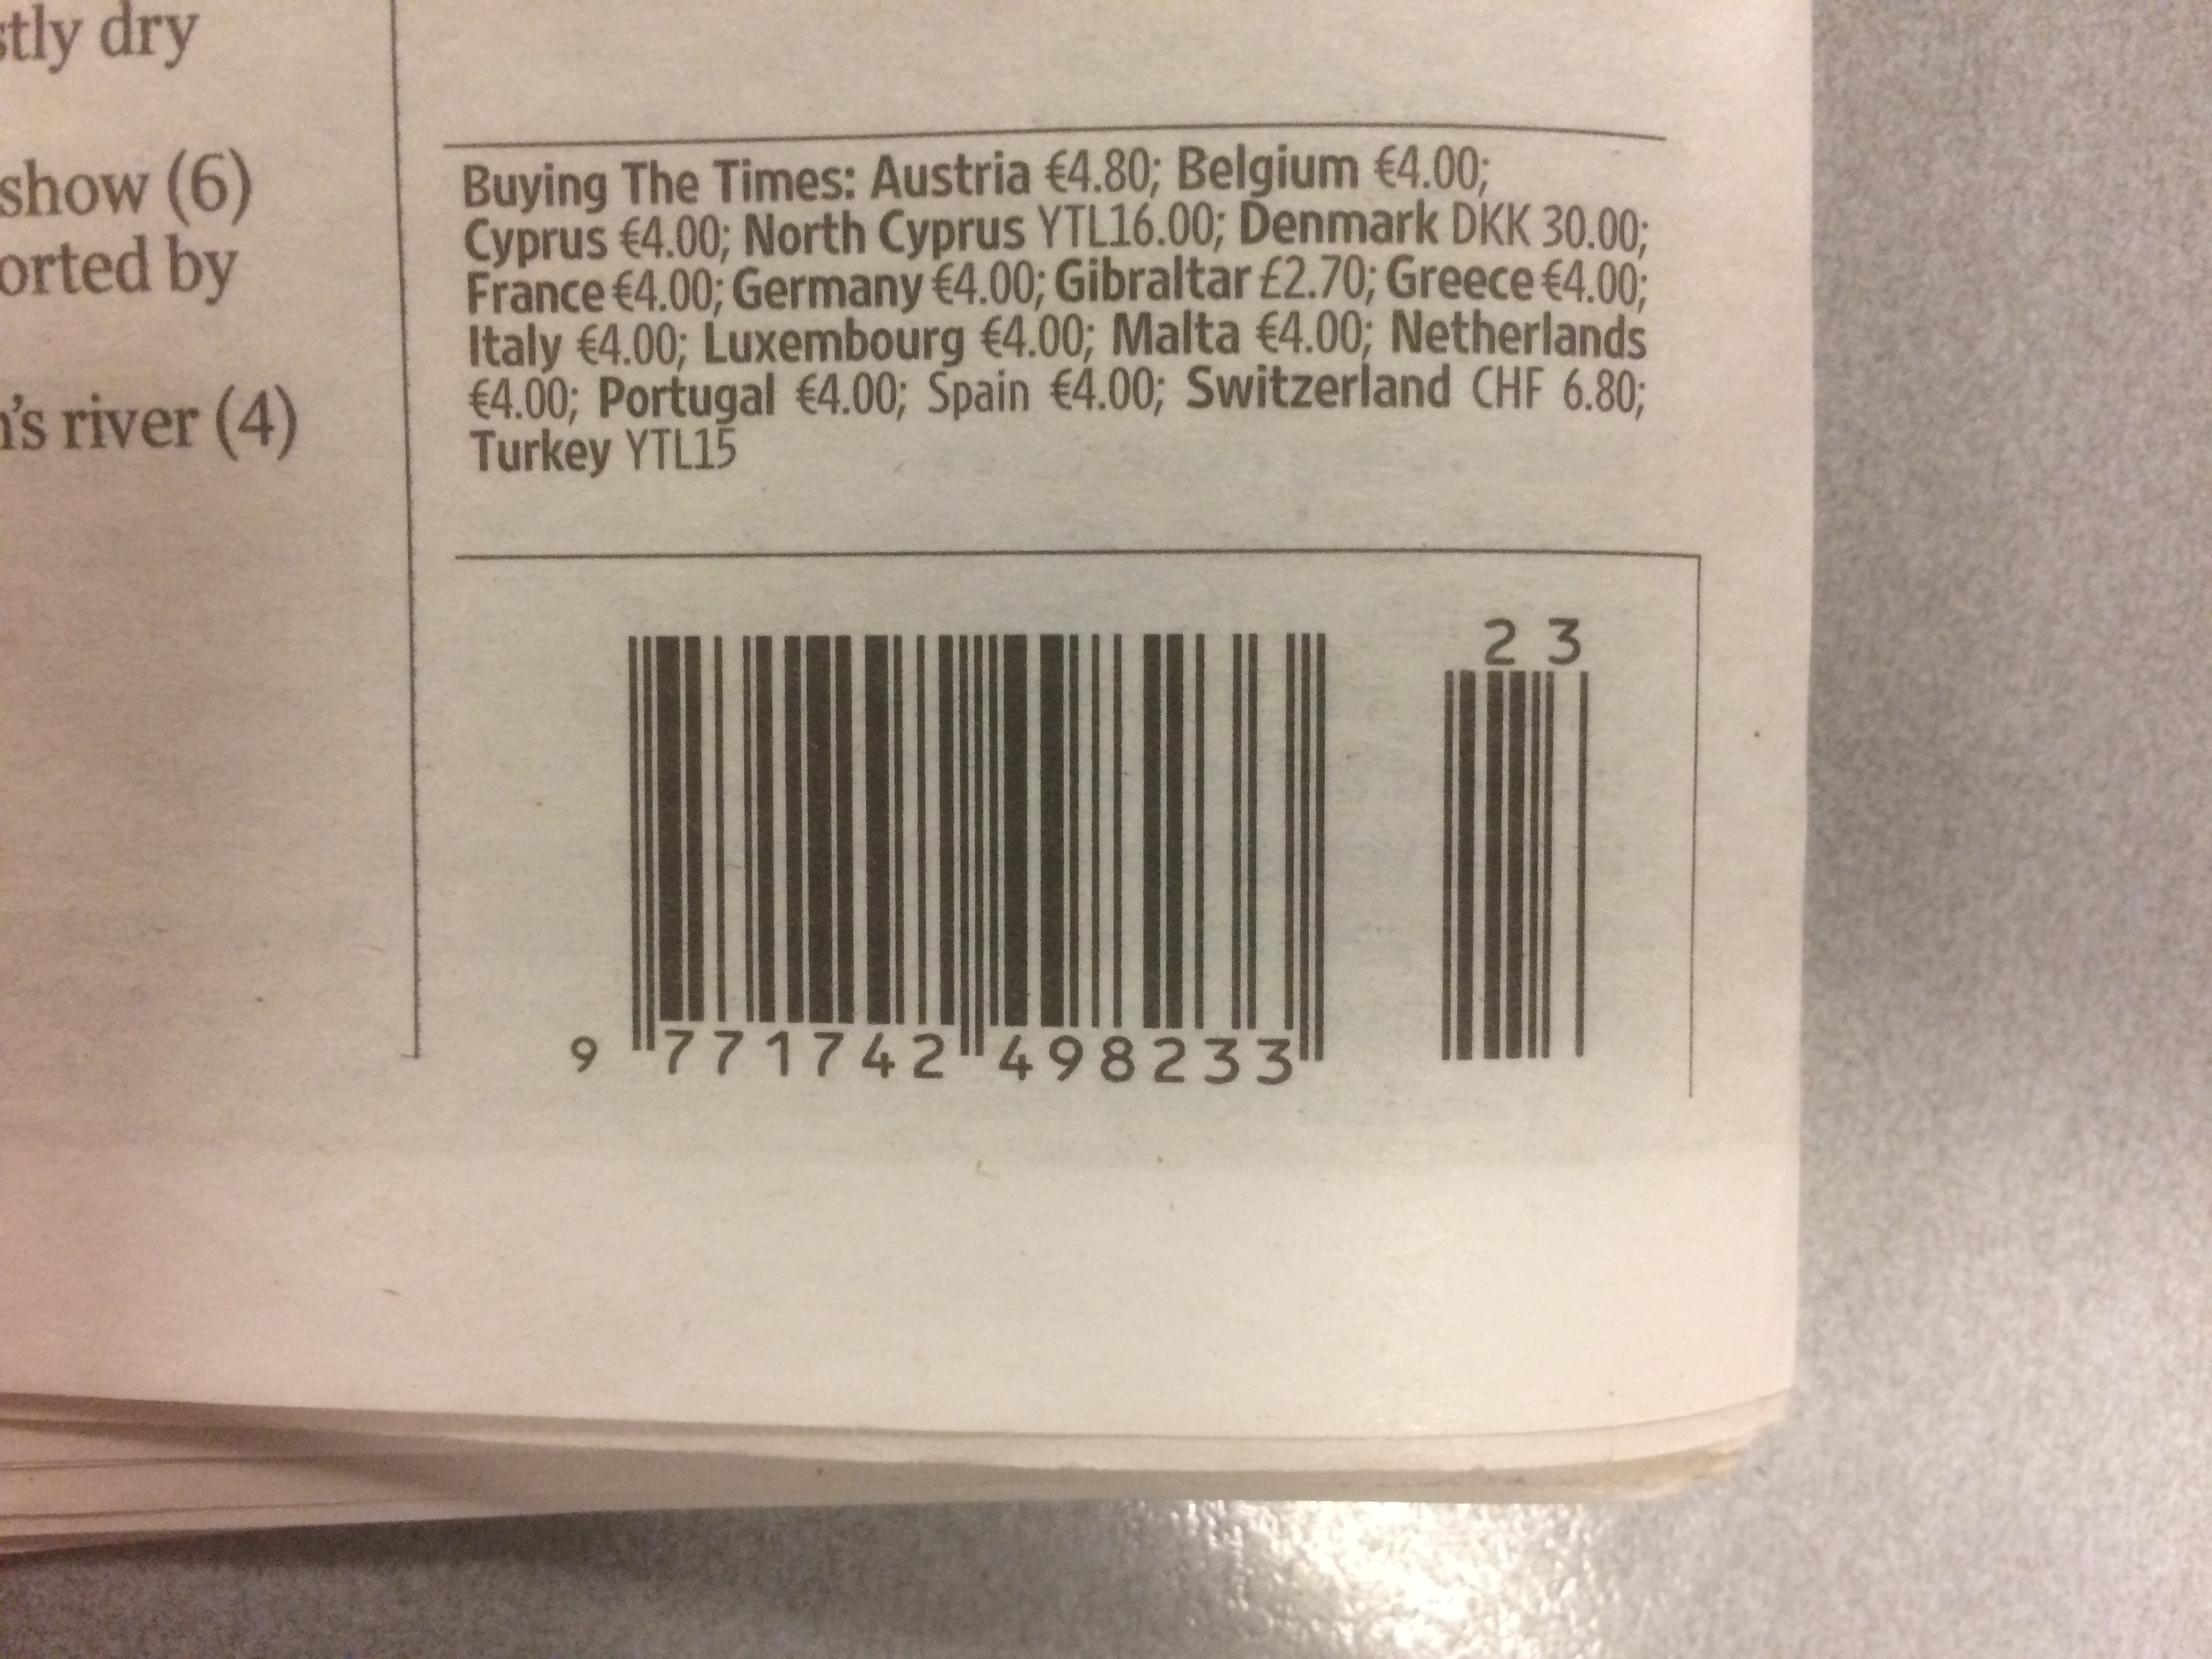 stly dry
show (6)
orted by
n's river (4)
Buying The Times: Austria €4.80; Belgium €4.00;
Cyprus €4.00; North Cyprus YTL16.00; Denmark DKK 30.00;
France €4.00; Germany €4.00; Gibraltar £2.70; Greece €4.00;
Italy €4.00; Luxembourg €4.00; Malta €4.00; Netherlands
€4.00; Portugal €4.00; Spain €4.00; Switzerland CHF 6.80;
Turkey YTL15
23
9 771742 498233